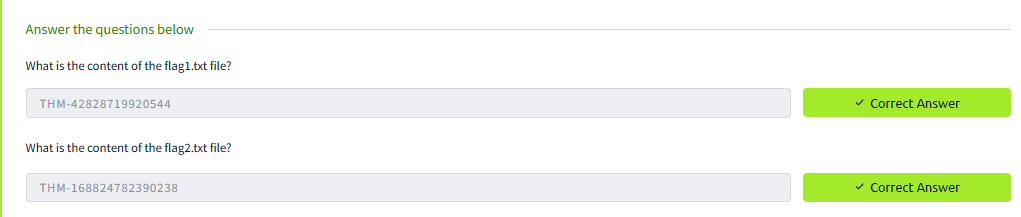 Answer the questions below
What is the content of the flag1.txt file?
THM-42828719920544
✓ Correct Answer
What is the content of the flag2.txt file?
THM-168824782390238
✓ Correct Answer